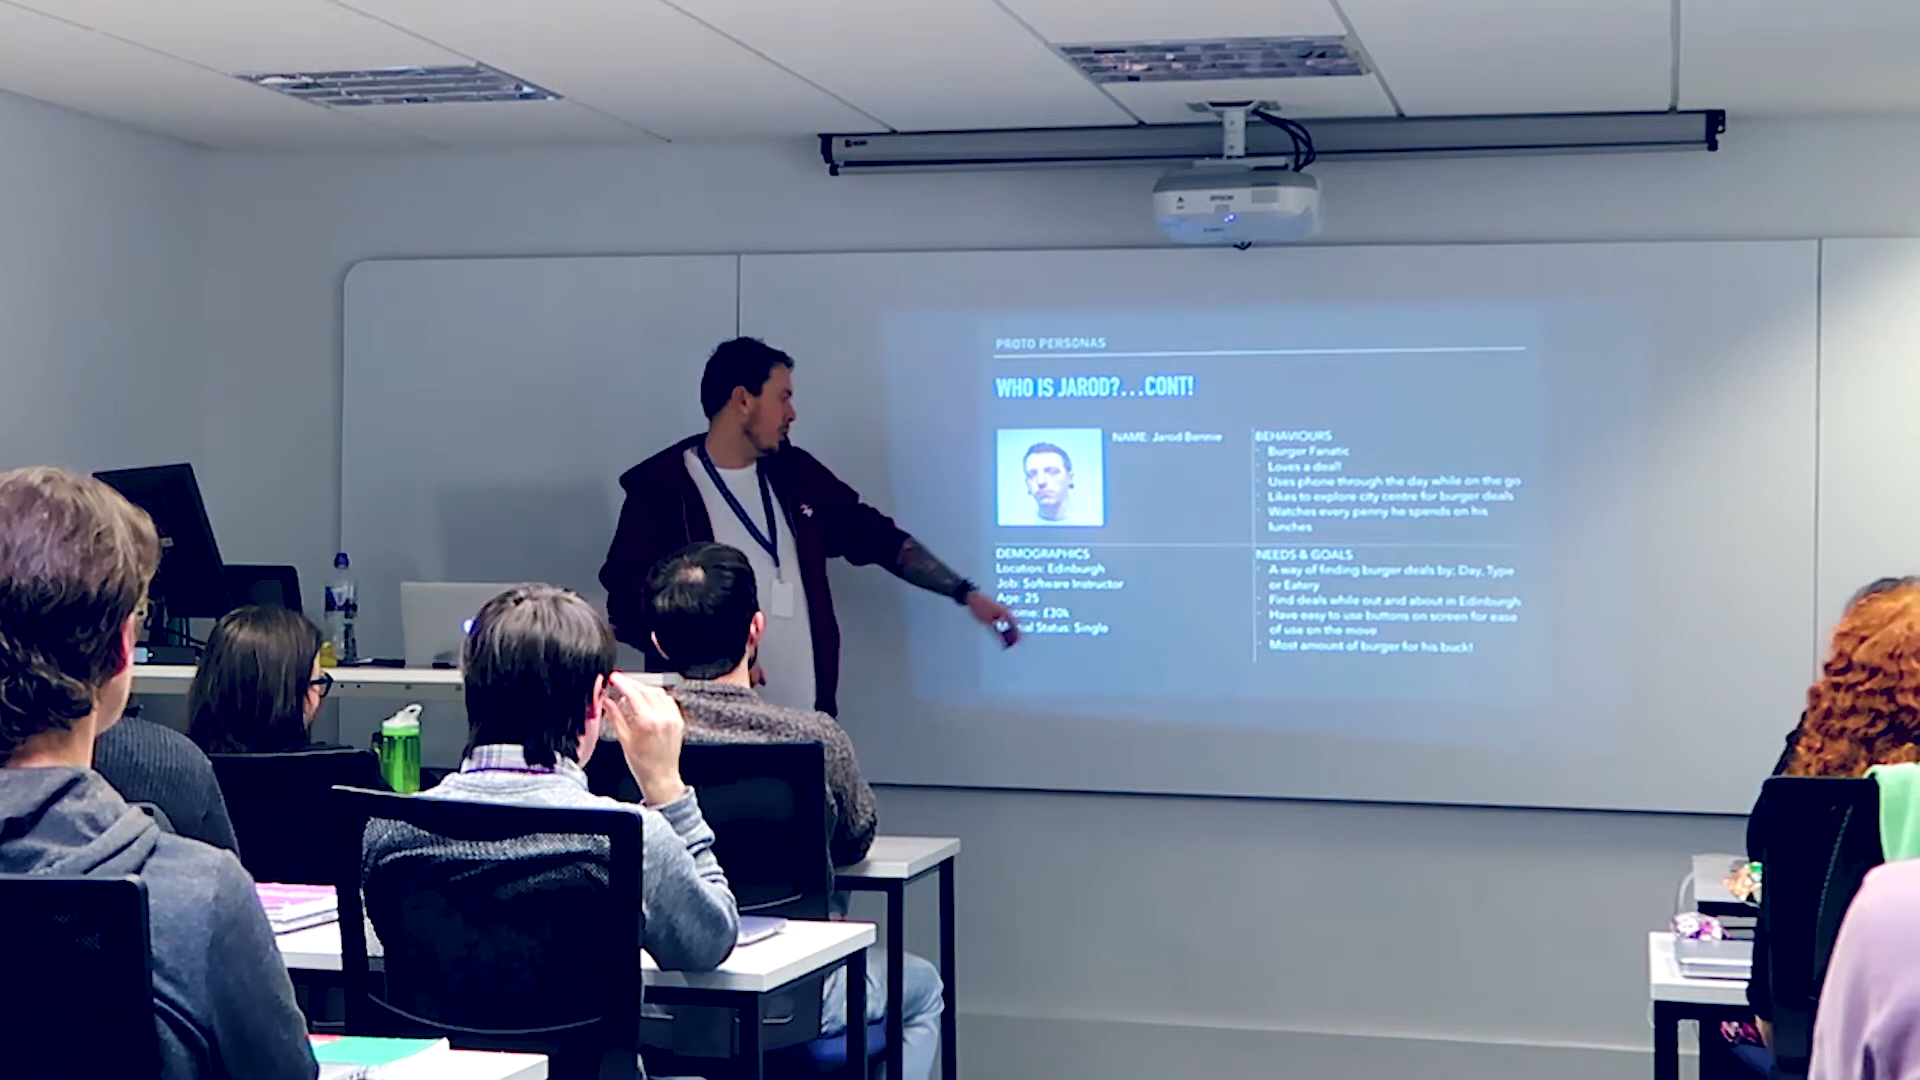 EPSON
PROTO PERSONAS
WHO IS JAROD?...CONT!
NAME: Jarod Bennie
BEHAVIOURS
Burger Fanatic
Loves a deal!
Uses phone through the day while on the go
Likes to explore city centre for burger deals
Watches every penny he spends on his
lunches
DEMOGRAPHICS
Location: Edinburgh
Job: Software Instructor
Age: 25
ome: £30k
Status: Single
NEEDS & GOALS
A way of finding burger deals by; Day, Type
or Eatery
Find deals while out and about in Edinburgh
Have easy to use buttons on screen for ease
of use on the move
Most amount of burger for his buck!